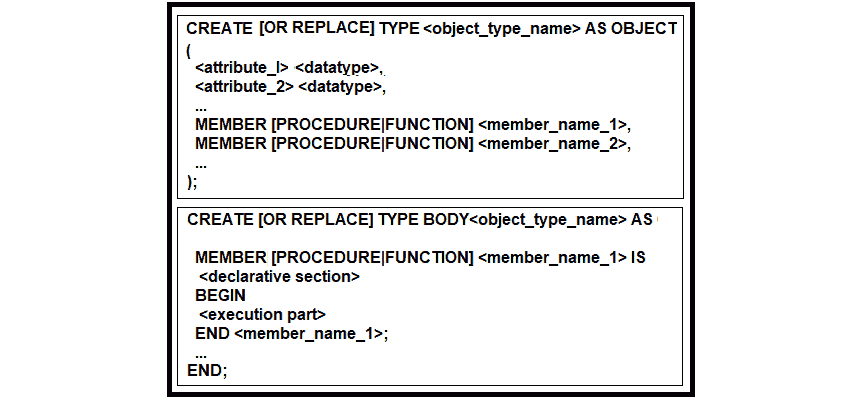 CREATE [OR REPLACE] TYPE <object_type_name> AS OBJECT
(
<attribute_l> <datatype>,
<attribute_2> <datatype>,
...
MEMBER [PROCEDURE|FUNCTION] <member_name_1>,
MEMBER [PROCEDURE|FUNCTION] <member_name_2>,
...
);
CREATE [OR REPLACE] TYPE BODY<object_type_name> AS
MEMBER [PROCEDURE|FUNCTION] <member_name_1> IS
<declarative section>
BEGIN
<execution part>
END <member_name_1>;
...
END;